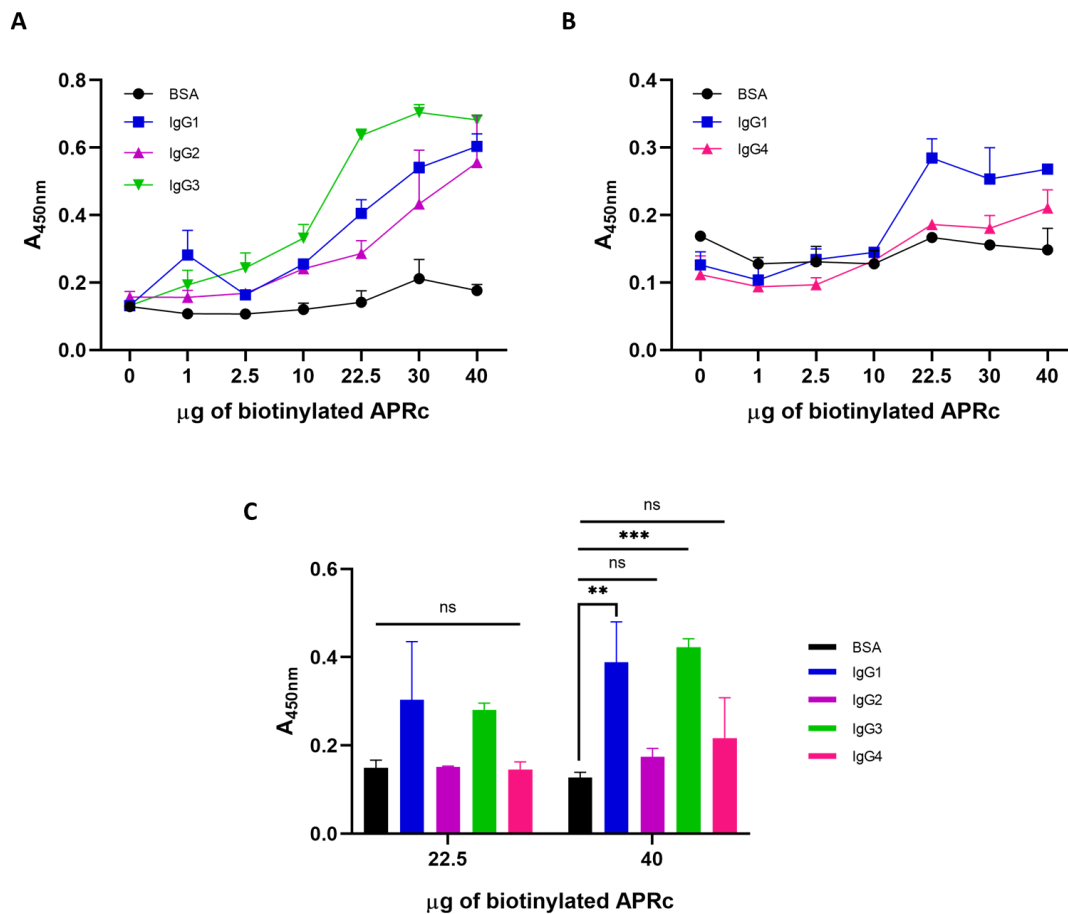 A
0.8
0.6
0.4
0.2
0.0
A450nm
BSA
IgG1
IgG2
IgG3
0 1 2.5 10 22.5 30 40
μg of biotinylated APRc
B
0.4
0.3
0.2
0.1
0.0
A450nm
BSA
IgG1
IgG4
0 1 2.5 10 22.5 30 40
μg of biotinylated APRc
C
0.6
0.4
0.2
0.0
A450nm
ns
ns
***
ns
**
22.5 40
μg of biotinylated APRc
BSA
IgG1
IgG2
IgG3
IgG4